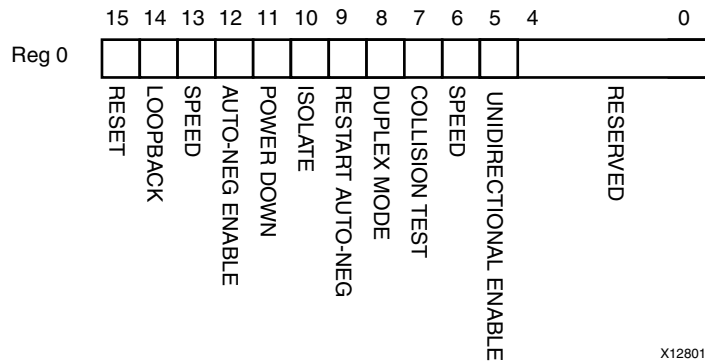 15 14 13 12 11 10 9 8 7 6 5 4 0
Reg 0
RESET
LOOPBACK
SPEED
AUTO-NEG ENABLE
POWER DOWN
ISOLATE
RESTART AUTO-NEG
DUPLEX MODE
COLLISION TEST
SPEED
UNIDIRECTIONAL ENABLE
RESERVED
X12801